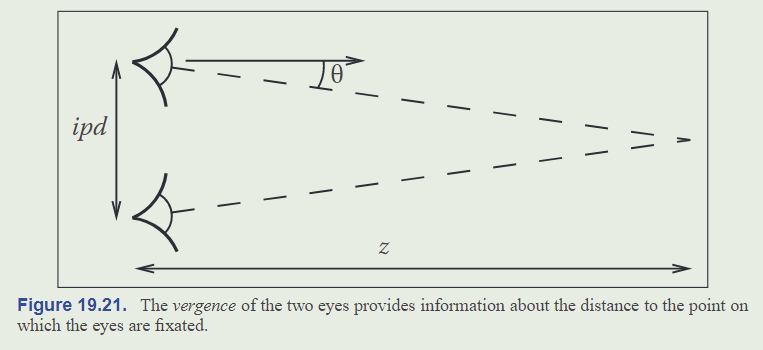 θ
ipd
z
Figure 19.21. The vergence of the two eyes provides information about the distance to the point on
which the eyes are fixated.